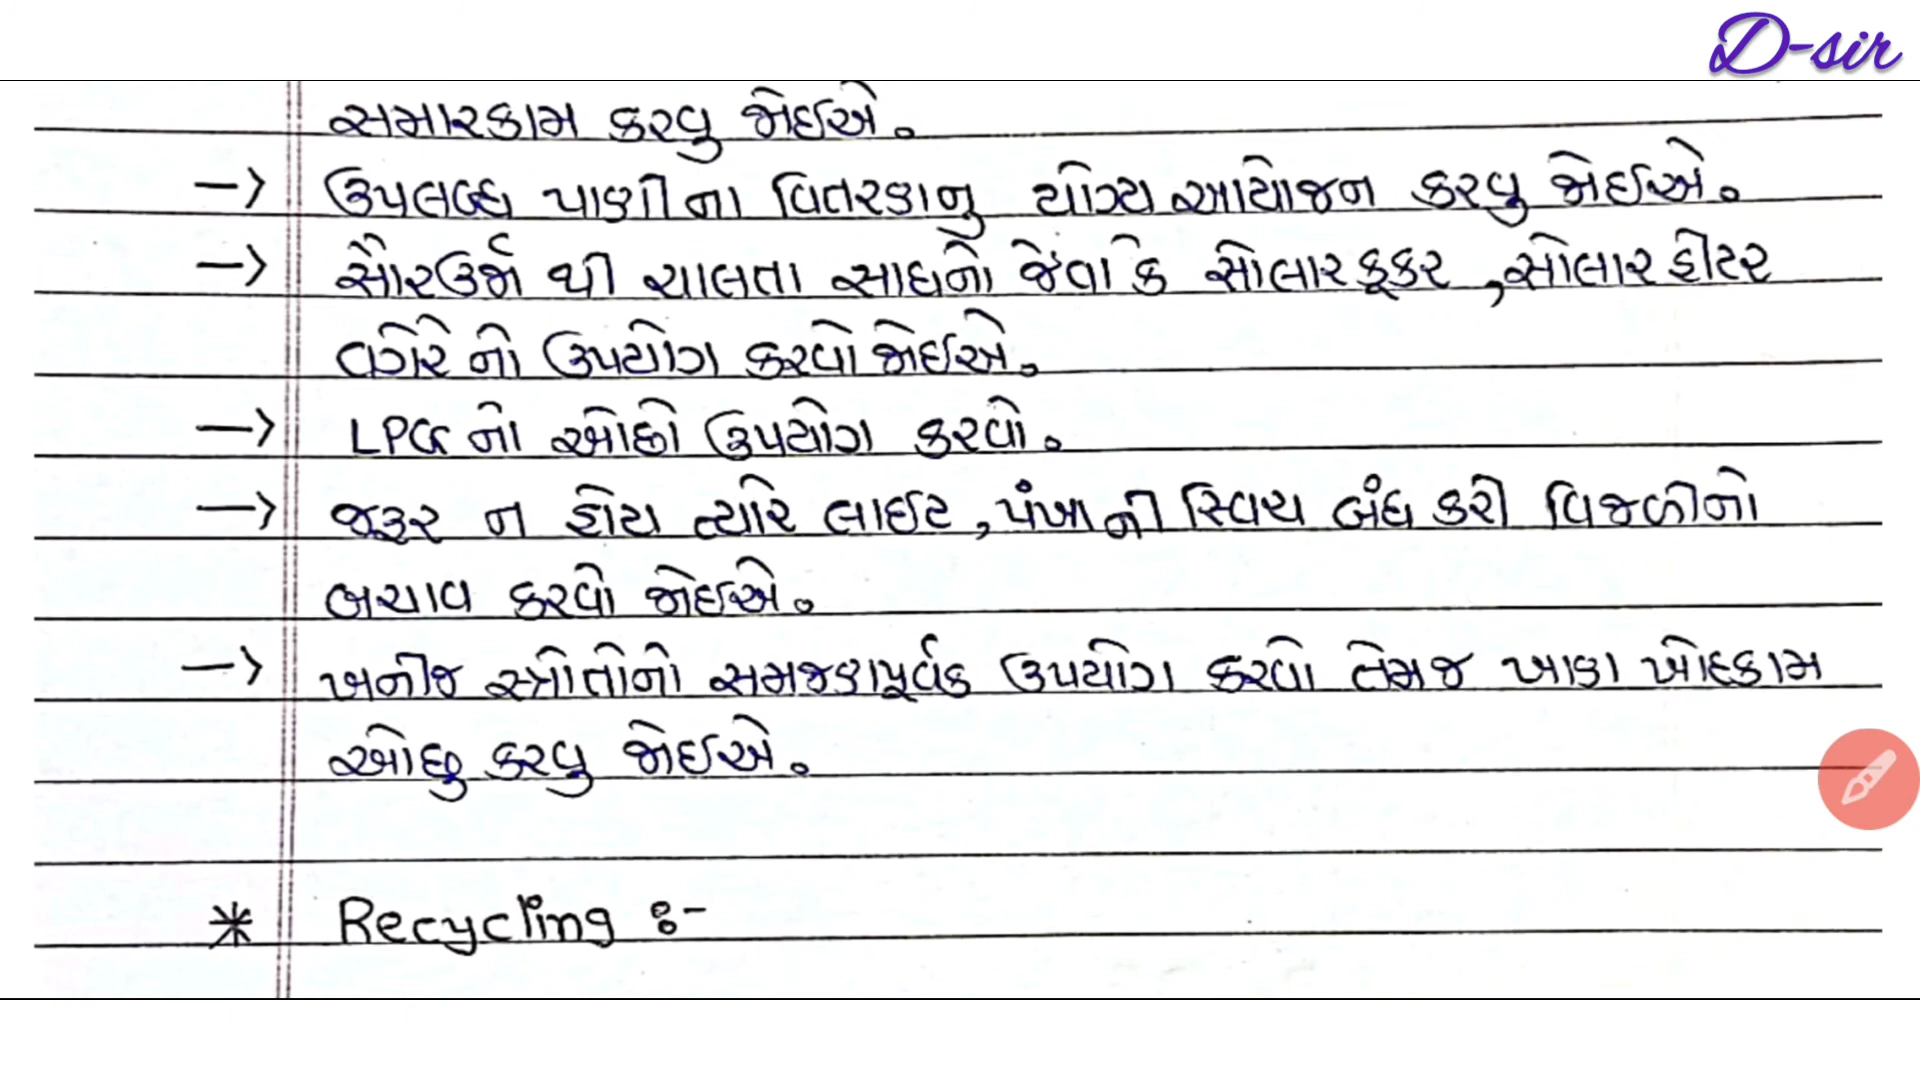 D-sir
સમારકામ કરવુ જોઈએ.
-> ઉપલબ્ધ પાણીના વિતરણનુ યોગ્ય આયોજન કરવુ જોઈએ.
-> સૌરઉર્જા થી ચાલતા સાધનો જેવા કે સોલાર કૂકર , સોલાર હીટર
વગેરે નો ઉપયોગ કરવો જોઈએ.
-> LPG નો ઓછો ઉપયોગ કરવો.
-> જરૂર ન હોય ત્યારે લાઈટ , પંખાની સ્વિચ બંધ કરી વિજળીનો
બચાવ કરવો જોઈએ.
-> ખનીજ સ્ત્રોતોનો સમજણપૂર્વક ઉપયોગ કરવો તેમજ ખાણ ખોદકામ
ઓછુ કરવુ જોઈએ.
* Recycling :-